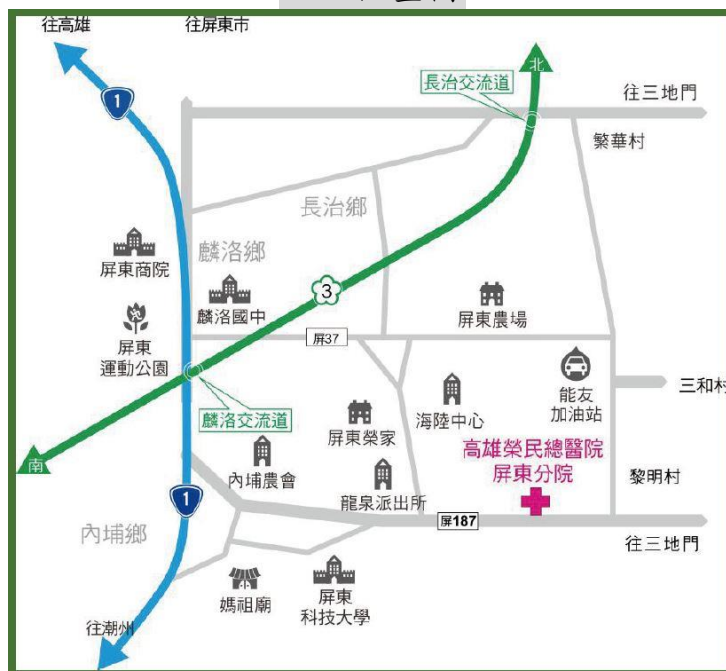 往高雄
往屏東市
北
1
長治交流道
往三地門
繁華村
長治鄉
麟洛鄉
屏東商院
3
麟洛國中
屏東農場
屏東
運動公園
屏37
能友
加油站
三和村
海陸中心
麟洛交流道
屏東榮家
高雄榮民總醫院
屏東分院
南
內埔農會
龍泉派出所
黎明村
1
屏187
內埔鄉
往三地門
媽祖廟
屏東
科技大學
往潮州